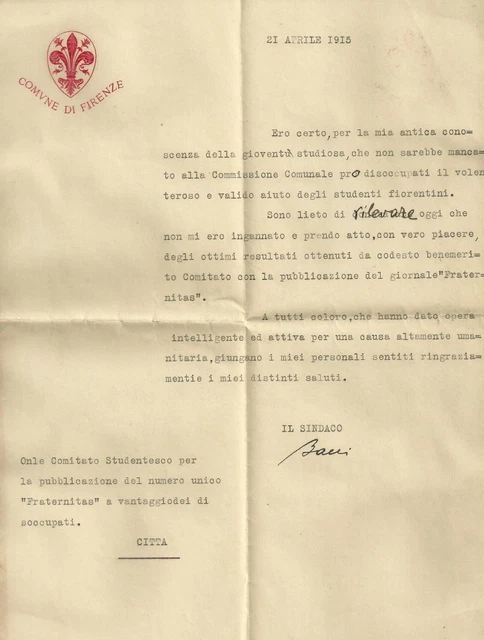 COMVNE DI FIRENZE
21 APRILE 1915
Ero certo, per la mia antica cono=
scenza della gioventù studiosa, che non sarebbe manca=
to alla Commissione Comunale pro disoccupati il volen
teroso e valido aiuto degli studenti fiorentini.
Sono lieto di rilevare oggi che
non mi ero ingannato e prendo atto, con vero piacere,
degli ottimi resultati ottenuti da codesto benemeri=
to Comitato con la pubblicazione del giornale "Frater=
nitas".
A tutti coloro, che hanno dato opera
intelligente ed attiva per una causa altamente uma=
nitaria, giungano i miei personali sentiti ringrazia=
mentie i miei distinti saluti.
IL SINDACO
Bacci
Onle Comitato Studentesco per
la pubblicazione del numero unico
"Fraternitas" a vantaggiodei di
soccupati.
CITTA